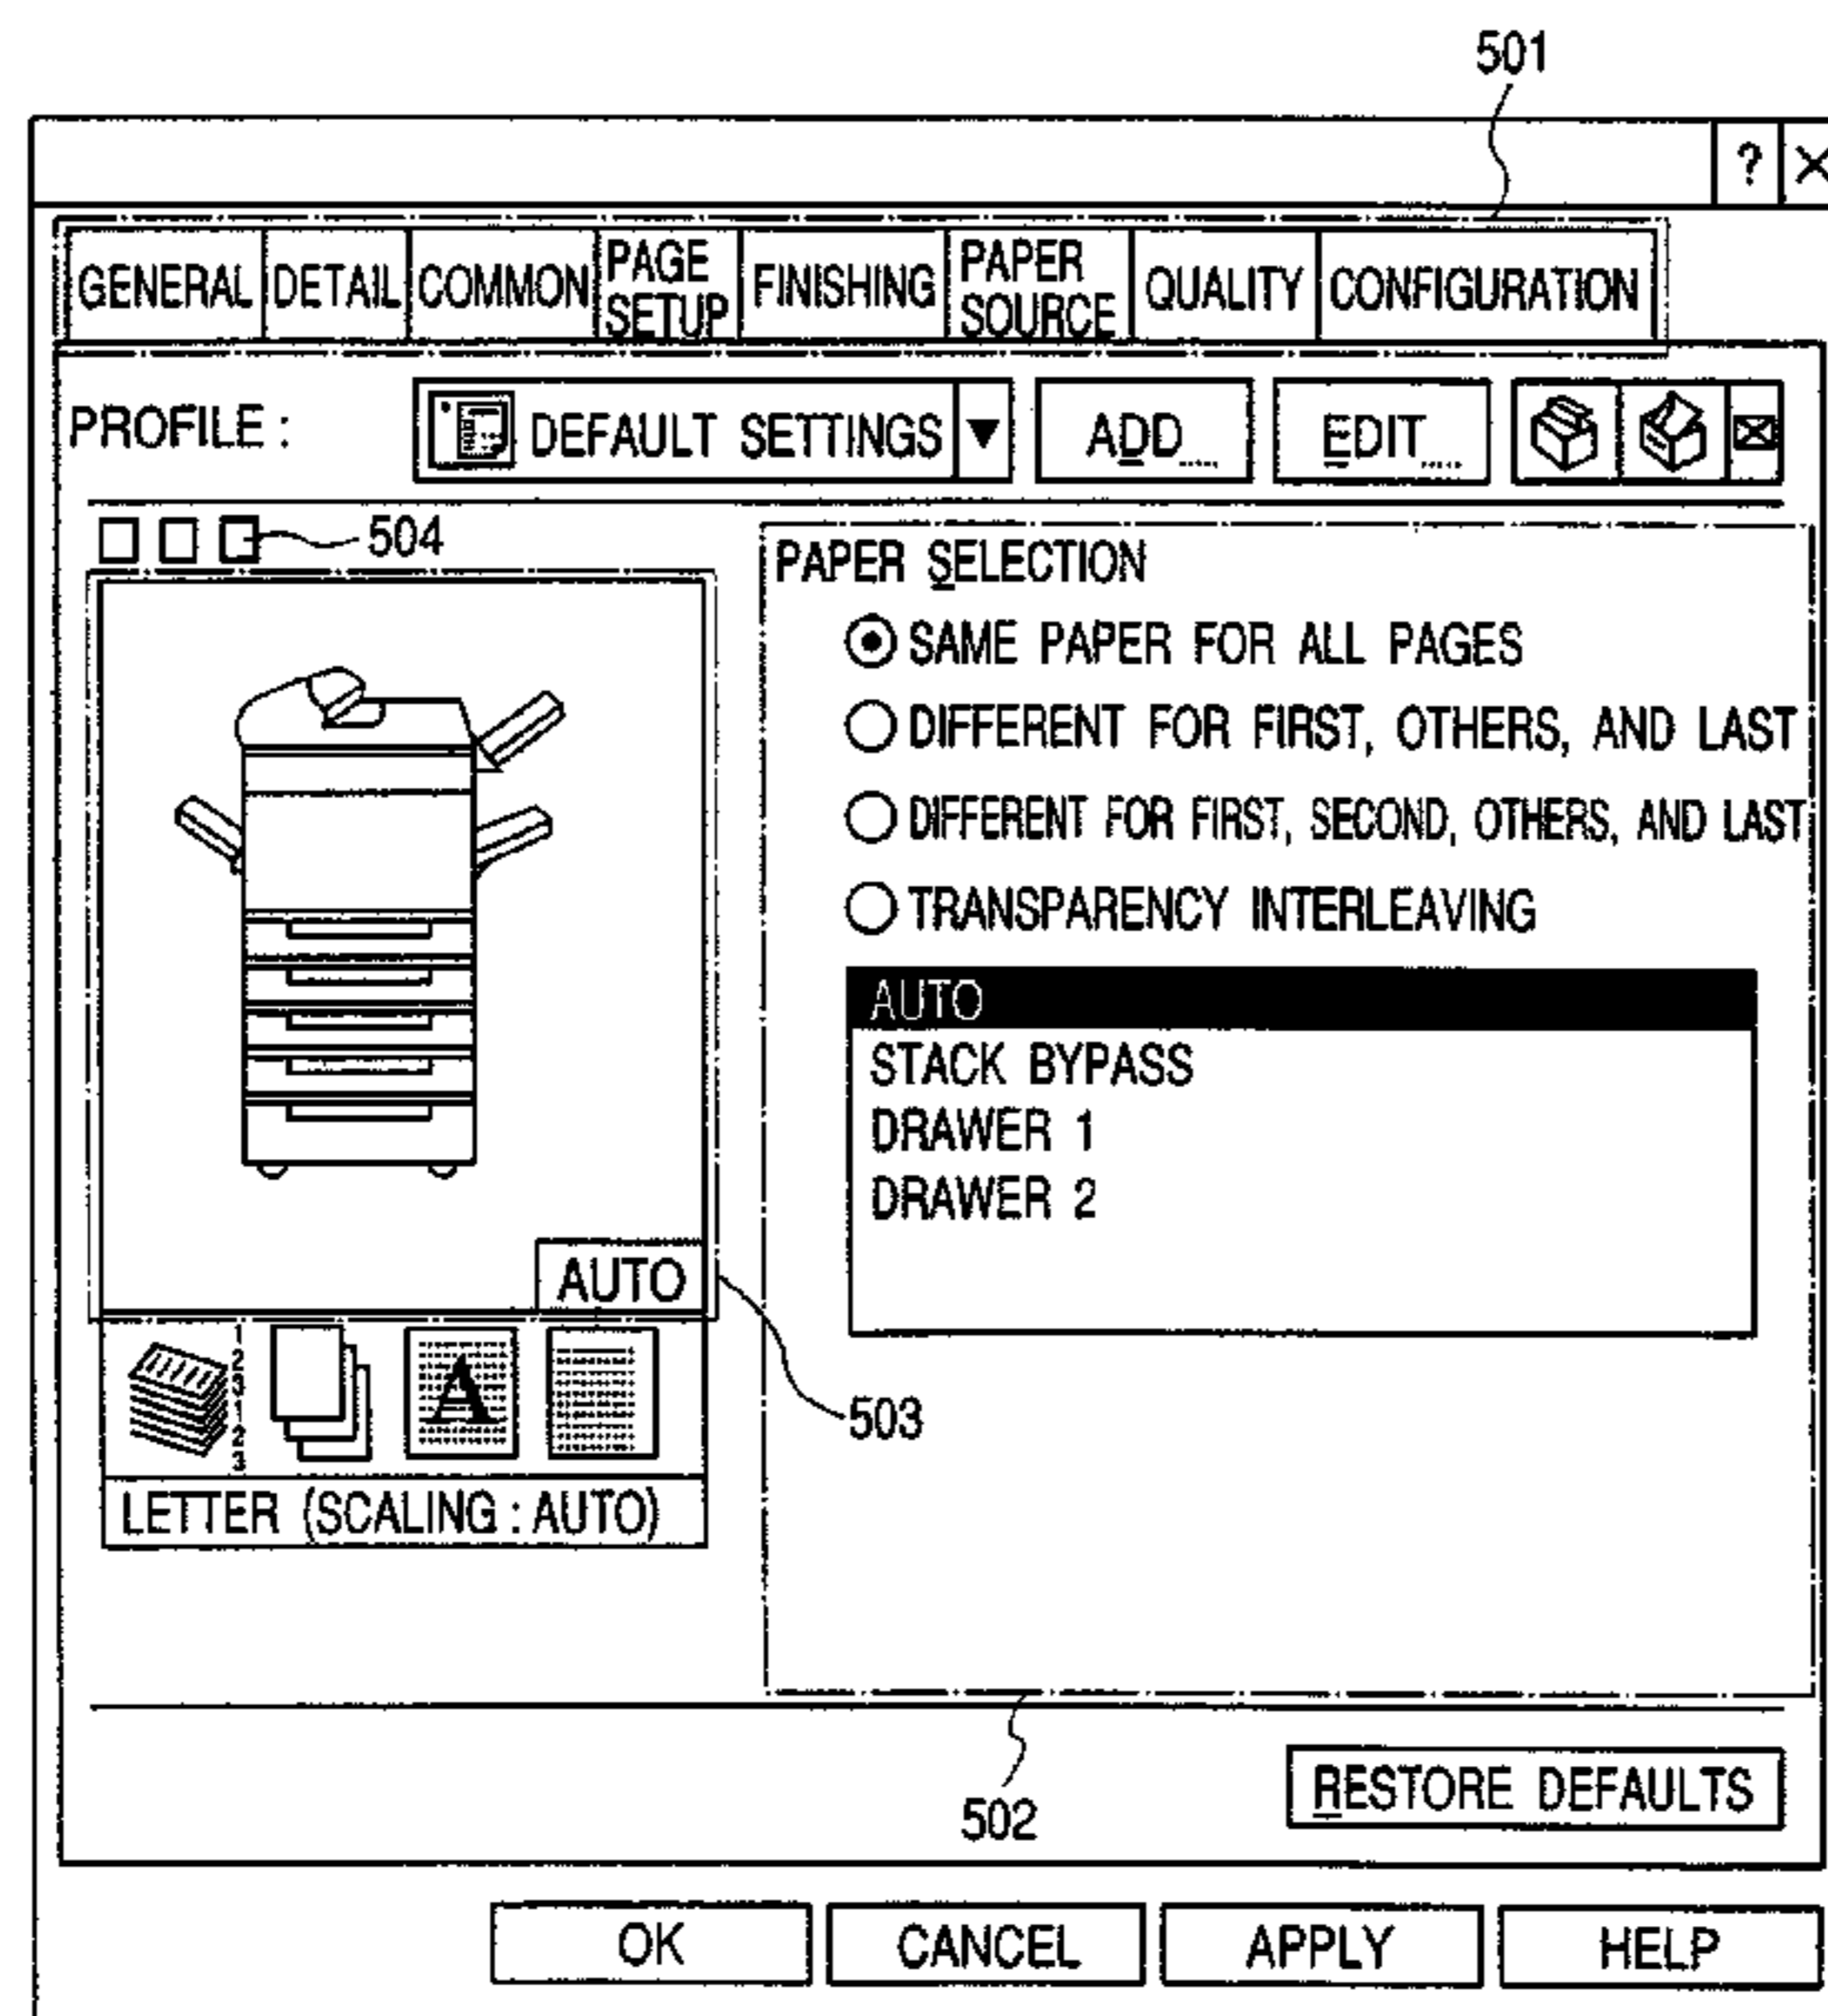 501
?
GENERAL DETAIL COMMON PAGE SETUP FINISHING PAPER SOURCE QUALITY CONFIGURATION
PROFILE : DEFAULT SETTINGS ADD... EDIT...
504
PAPER SELECTION
SAME PAPER FOR ALL PAGES
DIFFERENT FOR FIRST, OTHERS, AND LAST
DIFFERENT FOR FIRST, SECOND, OTHERS, AND LAST
TRANSPARENCY INTERLEAVING
AUTO
STACK BYPASS
DRAWER 1
DRAWER 2
AUTO
503
A
LETTER (SCALING : AUTO)
502
RESTORE DEFAULTS
OK CANCEL APPLY HELP